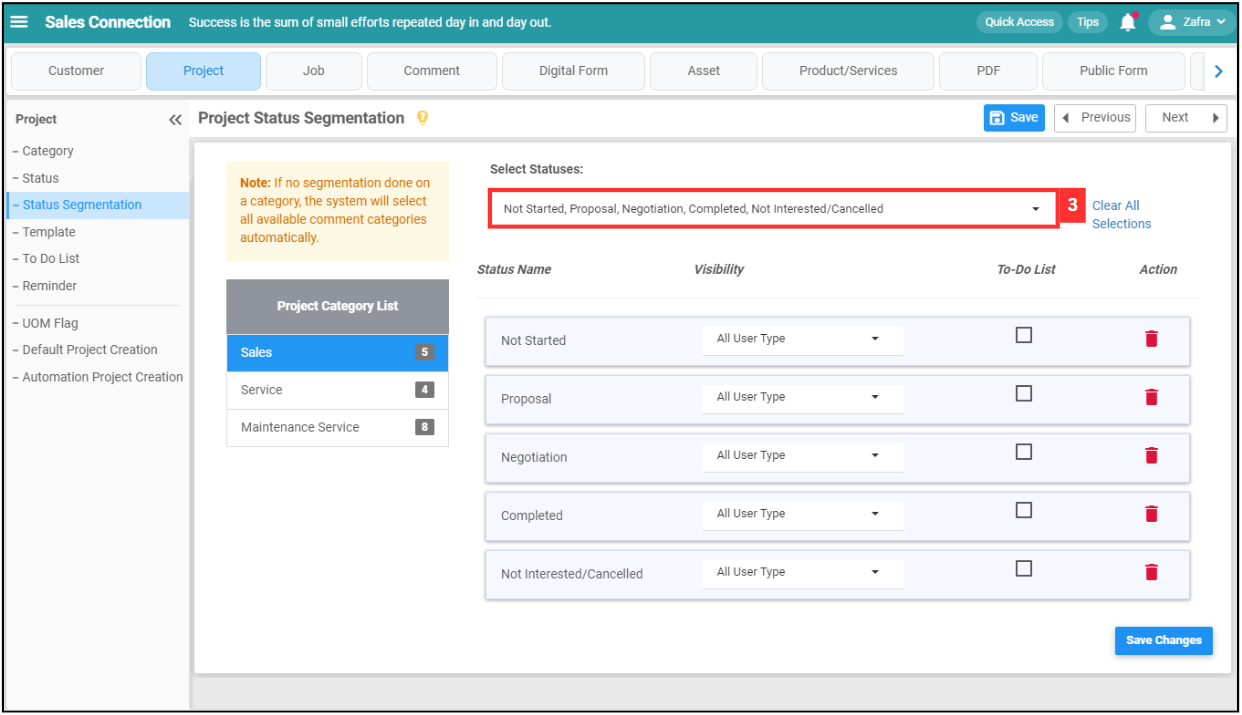 Sales Connection Success is the sum of small efforts repeated day in and day out. Quick Access Tips Zafra
Customer Project Job Comment Digital Form Asset Product/Services PDF Public Form
Project
– Category
– Status
– Status Segmentation
– Template
– To Do List
– Reminder
– UOM Flag
– Default Project Creation
– Automation Project Creation
Project Status Segmentation Save Previous Next
Note: If no segmentation done on
a category, the system will select
all available comment categories
automatically.
Project Category List
Sales 5
Service 4
Maintenance Service 8
Select Statuses:
Not Started, Proposal, Negotiation, Completed, Not Interested/Cancelled 3
Clear All
Selections
Status Name Visibility To-Do List Action
Not Started All User Type
Proposal All User Type
Negotiation All User Type
Completed All User Type
Not Interested/Cancelled All User Type
Save Changes